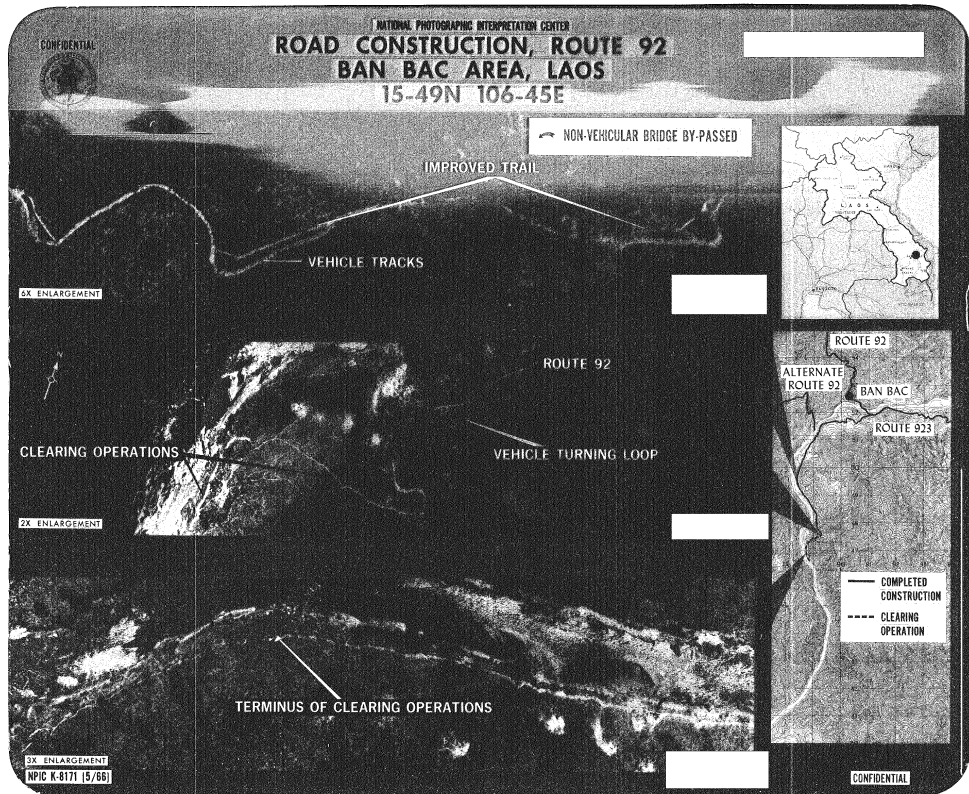 NATIONAL PHOTOGRAPHIC INTERPRETATION CENTER
CONFIDENTIAL
ROAD CONSTRUCTION, ROUTE 92
BAN BAC AREA, LAOS
15-49N 106-45E
NON-VEHICULAR BRIDGE BY-PASSED
IMPROVED TRAIL
VEHICLE TRACKS
6X ENLARGEMENT
LAOS
N
ROUTE 92
CLEARING OPERATIONS
VEHICLE TURNING LOOP
2X ENLARGEMENT
ROUTE 92
ALTERNATE
ROUTE 92
BAN BAC
ROUTE 923
COMPLETED
CONSTRUCTION
CLEARING
OPERATION
TERMINUS OF CLEARING OPERATIONS
3X ENLARGEMENT
NPIC K-8171 (5/66)
CONFIDENTIAL